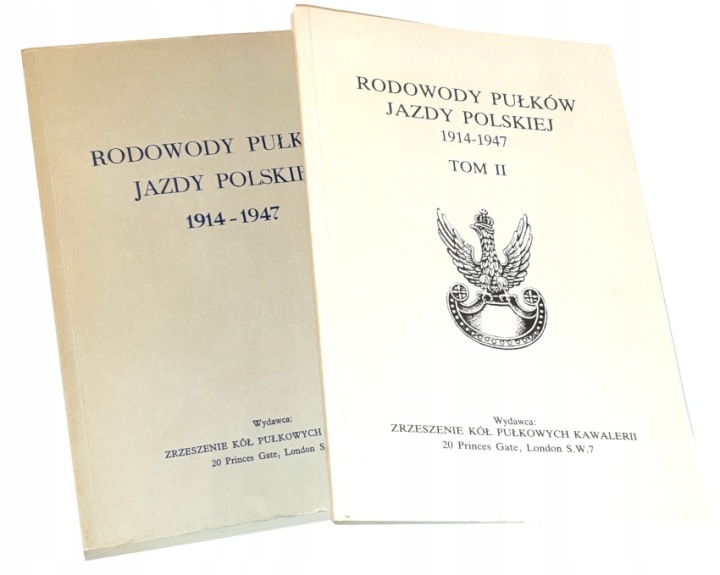 RODOWODY PUŁK
JAZDY POLSKIE
1914-1947
Wydawca:
ZRZESZENIE KÓŁ PUŁKOWYCH
20 Princes Gate, London S
RODOWODY PUŁKÓW
JAZDY POLSKIEJ
1914-1947
TOM II
Wydawca:
ZRZESZENIE KÓŁ PUŁKOWYCH KAWALERII
20 Princes Gate, London S.W.7